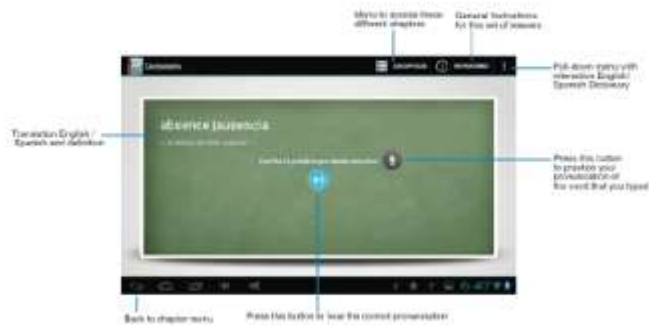 Menu to access these
different chapters
General Instructions
for this set of lessons
Pull-down menu with
interactive English/
Spanish Dictionary
absence |ausencia
Translation English /
Spanish and definition
Press this button
to practice your
pronunciation of
the word that you typed
Back to chapter menu
Press this button to hear the correct pronunciation